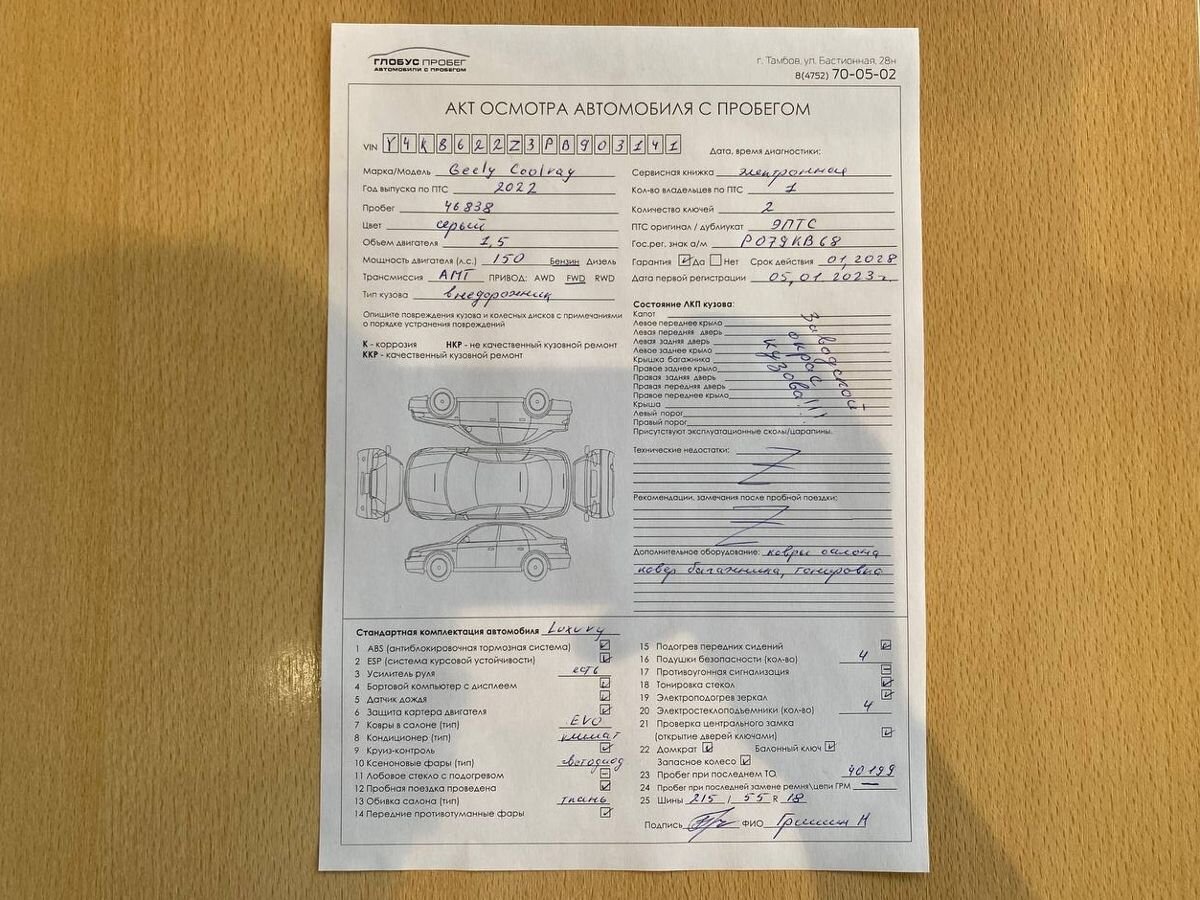 ГЛОБУС ПРОБЕГ
АВТОМОБИЛИ С ПРОБЕГОМ
г. Тамбов, ул. Бастионная, 28н
8(4752) 70-05-02
АКТ ОСМОТРА АВТОМОБИЛЯ С ПРОБЕГОМ
VIN Y4K8622Z3PB903141
Дата, время диагностики:
Марка/Модель Geely Coolray
Год выпуска по ПТС 2022
Пробег 46838
Цвет серый
Объем двигателя 1,5
Мощность двигателя (л.с.) 150 Бензин Дизель
Трансмиссия АМТ ПРИВОД: AWD FWD RWD
Тип кузова внедорожник
Опишите повреждения кузова и колесных дисков с примечаниями
о порядке устранения повреждений
К - коррозия НКР - не качественный кузовной ремонт
ККР - качественный кузовной ремонт
Сервисная книжка электронная
Кол-во владельцев по ПТС 1
Количество ключей 2
ПТС оригинал / дубликат ЭПТС
Гос.рег. знак а/м Р079КВ68
Гарантия Да Нет Срок действия 01.2028
Дата первой регистрации 05.01.2023г.
Состояние ЛКП кузова:
Капот
Левое переднее крыло
Левая передняя дверь
Левая задняя дверь
Левое заднее крыло
Крышка багажника
Правое заднее крыло
Правая задняя дверь
Правая передняя дверь
Правое переднее крыло
Крыша
Левый порог
Правый порог
Заводской
окрас
кузова!!!
Присутствуют эксплуатационные сколы/царапины.
Технические недостатки: Z
Рекомендации, замечания после пробной поездки:
Z
Дополнительное оборудование: ковры салона
ковер багажника, тонировка
Стандартная комплектация автомобиля Luxury
1 ABS (антиблокировочная тормозная система)
2 ESP (система курсовой устойчивости)
3 Усилитель руля есть
4 Бортовой компьютер с дисплеем
5 Датчик дождя
6 Защита картера двигателя
7 Ковры в салоне (тип) EVO
8 Кондиционер (тип) климат
9 Круиз-контроль
10 Ксеноновые фары (тип) светодиод
11 Лобовое стекло с подогревом
12 Пробная поездка проведена
13 Обивка салона (тип) ткань
14 Передние противотуманные фары
15 Подогрев передних сидений
16 Подушки безопасности (кол-во) 4
17 Противоугонная сигнализация
18 Тонировка стекол
19 Электроподогрев зеркал
20 Электростеклоподъемники (кол-во) 4
21 Проверка центрального замка
(открытие дверей ключами)
22 Домкрат Балонный ключ
Запасное колесо
23 Пробег при последнем ТО 40199
24 Пробег при последней замене ремня\цепи ГРМ —
25 Шины 215 / 55 R 18
Подпись ФИО Гришин Н